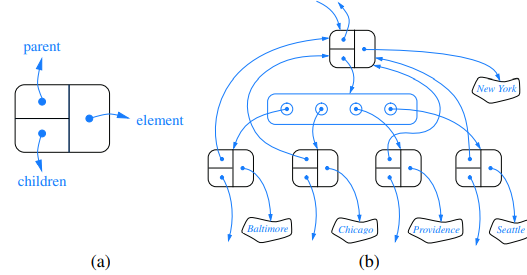 parent
element
children
(a)
New York
Baltimore
Chicago
Providence
Seattle
(b)